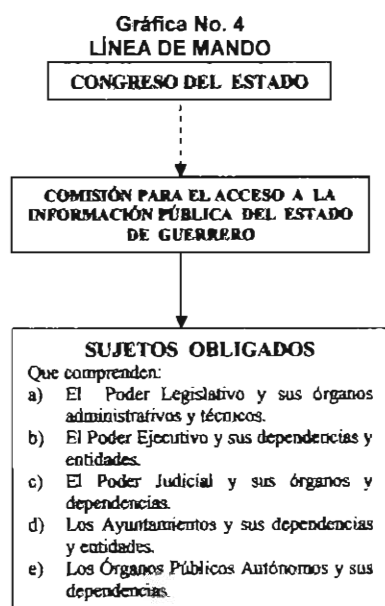 Gráfica No. 4
LÍNEA DE MANDO
CONGRESO DEL ESTADO
COMISIÓN PARA EL ACCESO A LA
INFORMACIÓN PÚBLICA DEL ESTADO
DE GUERRERO
SUJETOS OBLIGADOS
Que comprenden:
a) El Poder Legislativo y sus órganos
administrativos y técnicos.
b) El Poder Ejecutivo y sus dependencias y
entidades.
c) El Poder Judicial y sus órganos y
dependencias.
d) Los Ayuntamientos y sus dependencias
y entidades.
e) Los Órganos Públicos Autónomos y sus
dependencias.